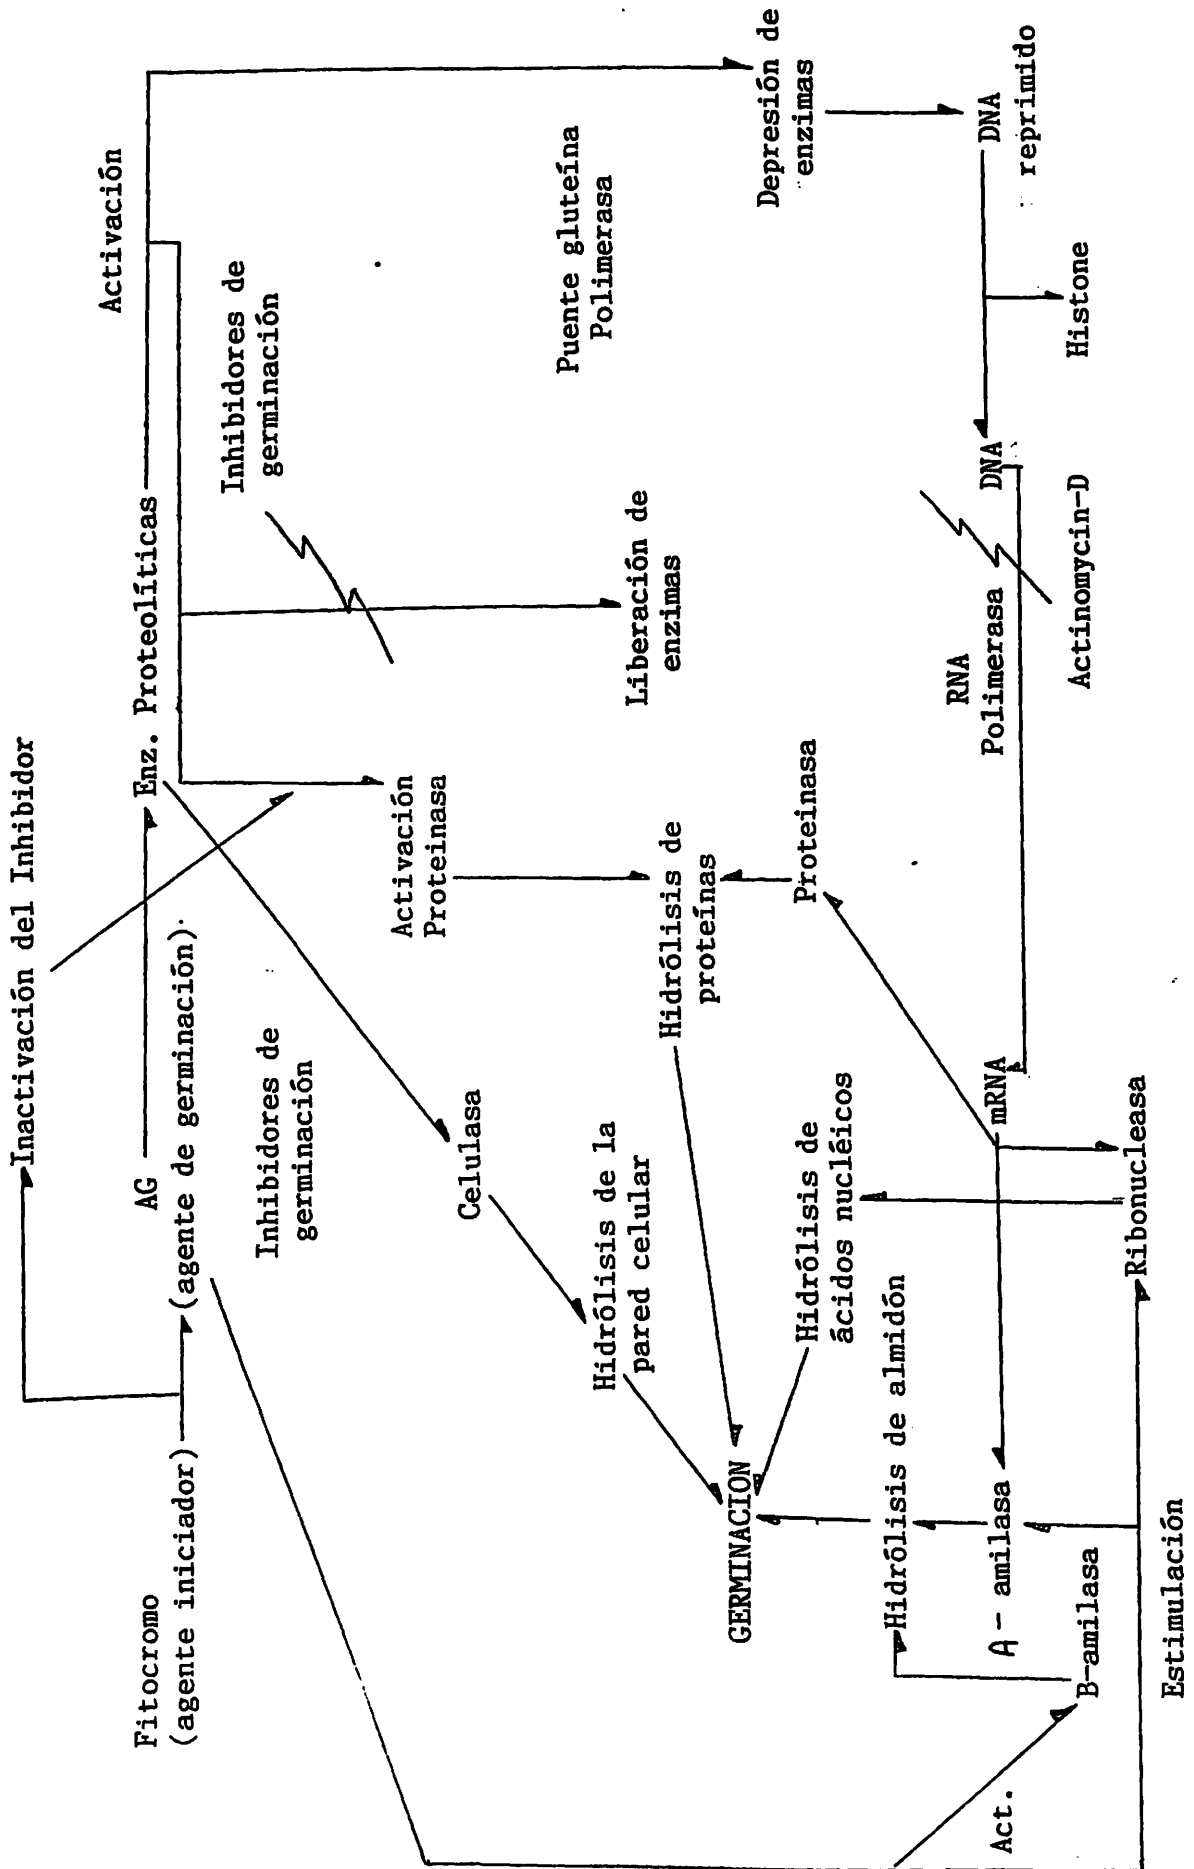 Inactivación del Inhibidor
Fitocromo
(agente iniciador)
AG
(agente de germinación)
Enz. Proteolíticas
Activación
Inhibidores de
germinación
Inhibidores de
germinación
Celulasa
Activación
Proteinasa
Liberación de
enzimas
Puente gluteína
Polimerasa
Depresión de
enzimas
Hidrólisis de la
pared celular
Hidrólisis de
proteínas
GERMINACION
Hidrólisis de
ácidos nucléicos
Proteinasa
Hidrólisis de almidón
A - amilasa
mRNA
RNA
Polimerasa
DNA
DNA
reprimido
Act.
B-amilasa
Ribonucleasa
Actinomycin-D
Histone
Estimulación